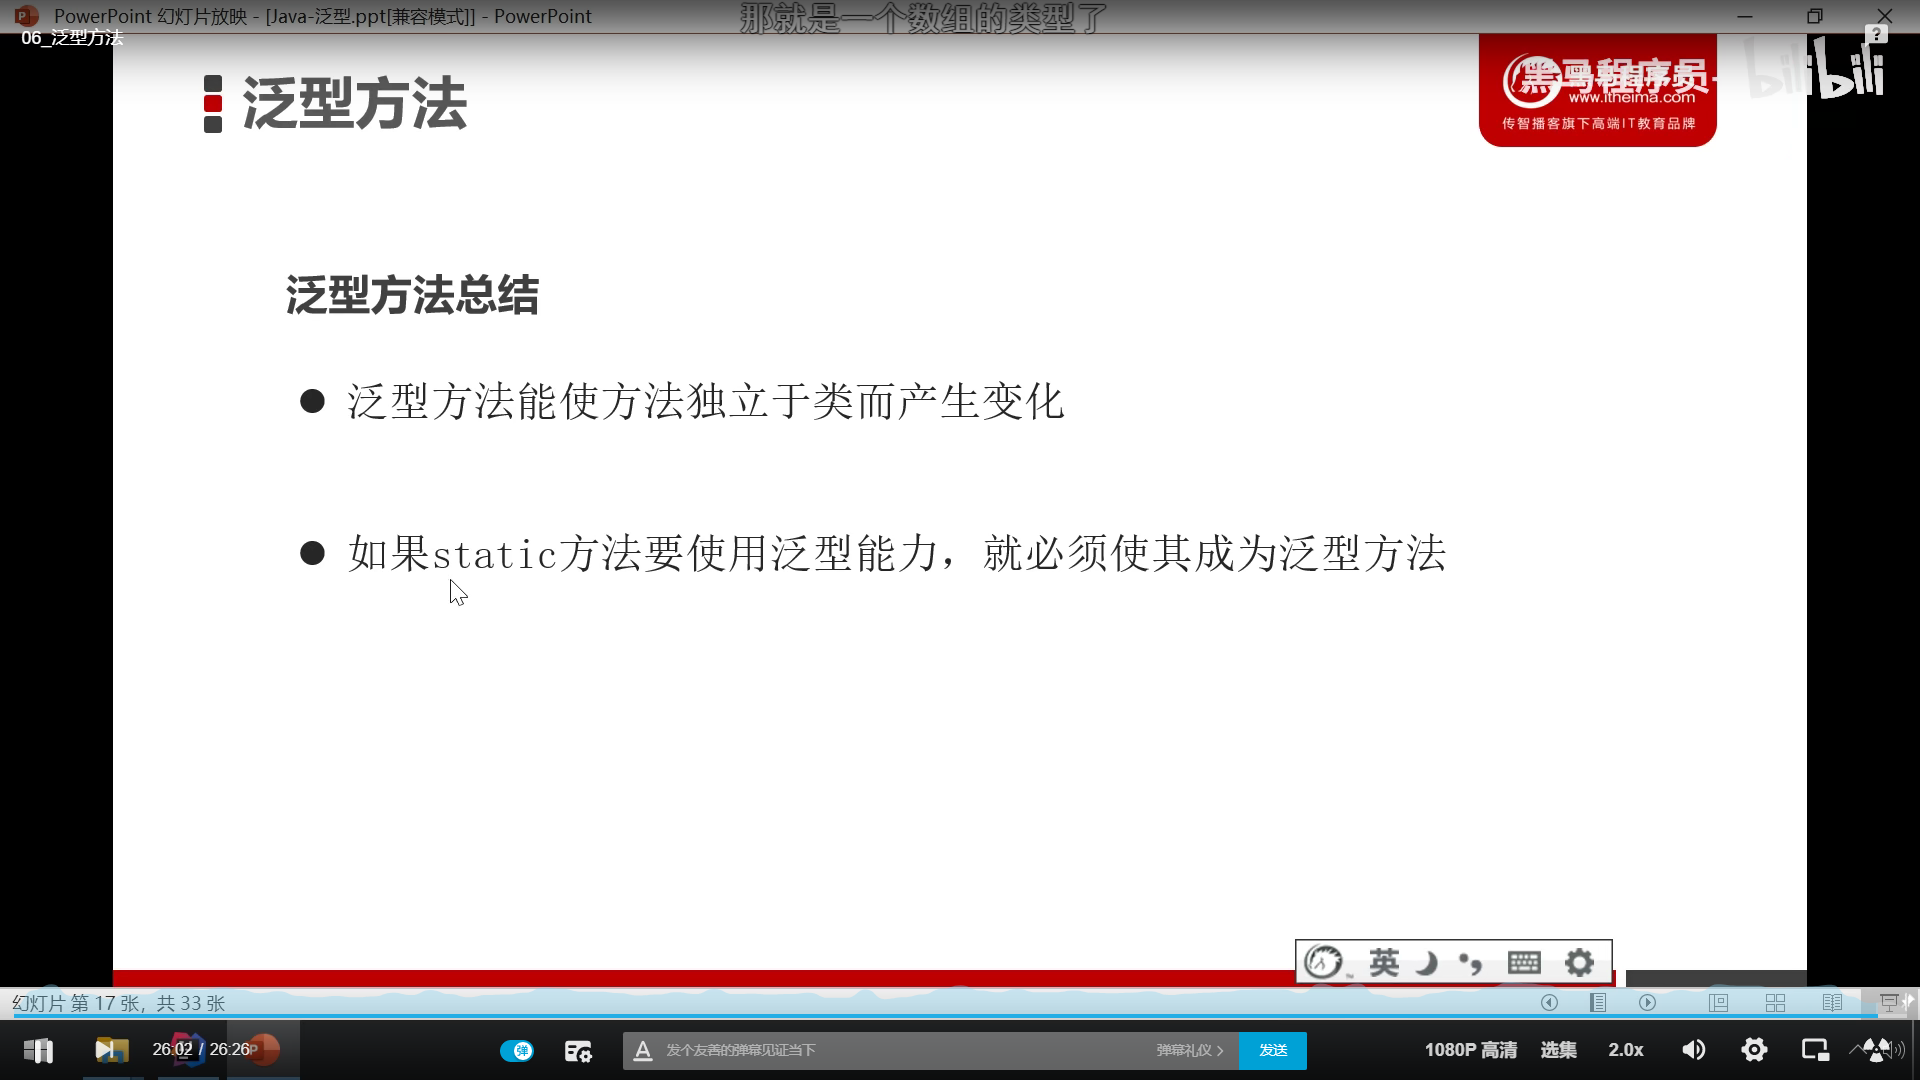 PowerPoint 幻灯片放映 - [Java-泛型.ppt[兼容模式]] - PowerPoint
那就是一个数组的类型了
06_泛型方法
泛型方法
黑马程序员-
bilibili
www.itheima.com
传智播客旗下高端IT教育品牌
泛型方法总结
● 泛型方法能使方法独立于类而产生变化
● 如果static方法要使用泛型能力，就必须使其成为泛型方法
英
幻灯片 第 17 张，共 33 张
26:02 / 26:26
弹
发个友善的弹幕见证当下
弹幕礼仪 >
发送
1080P 高清
选集
2.0x